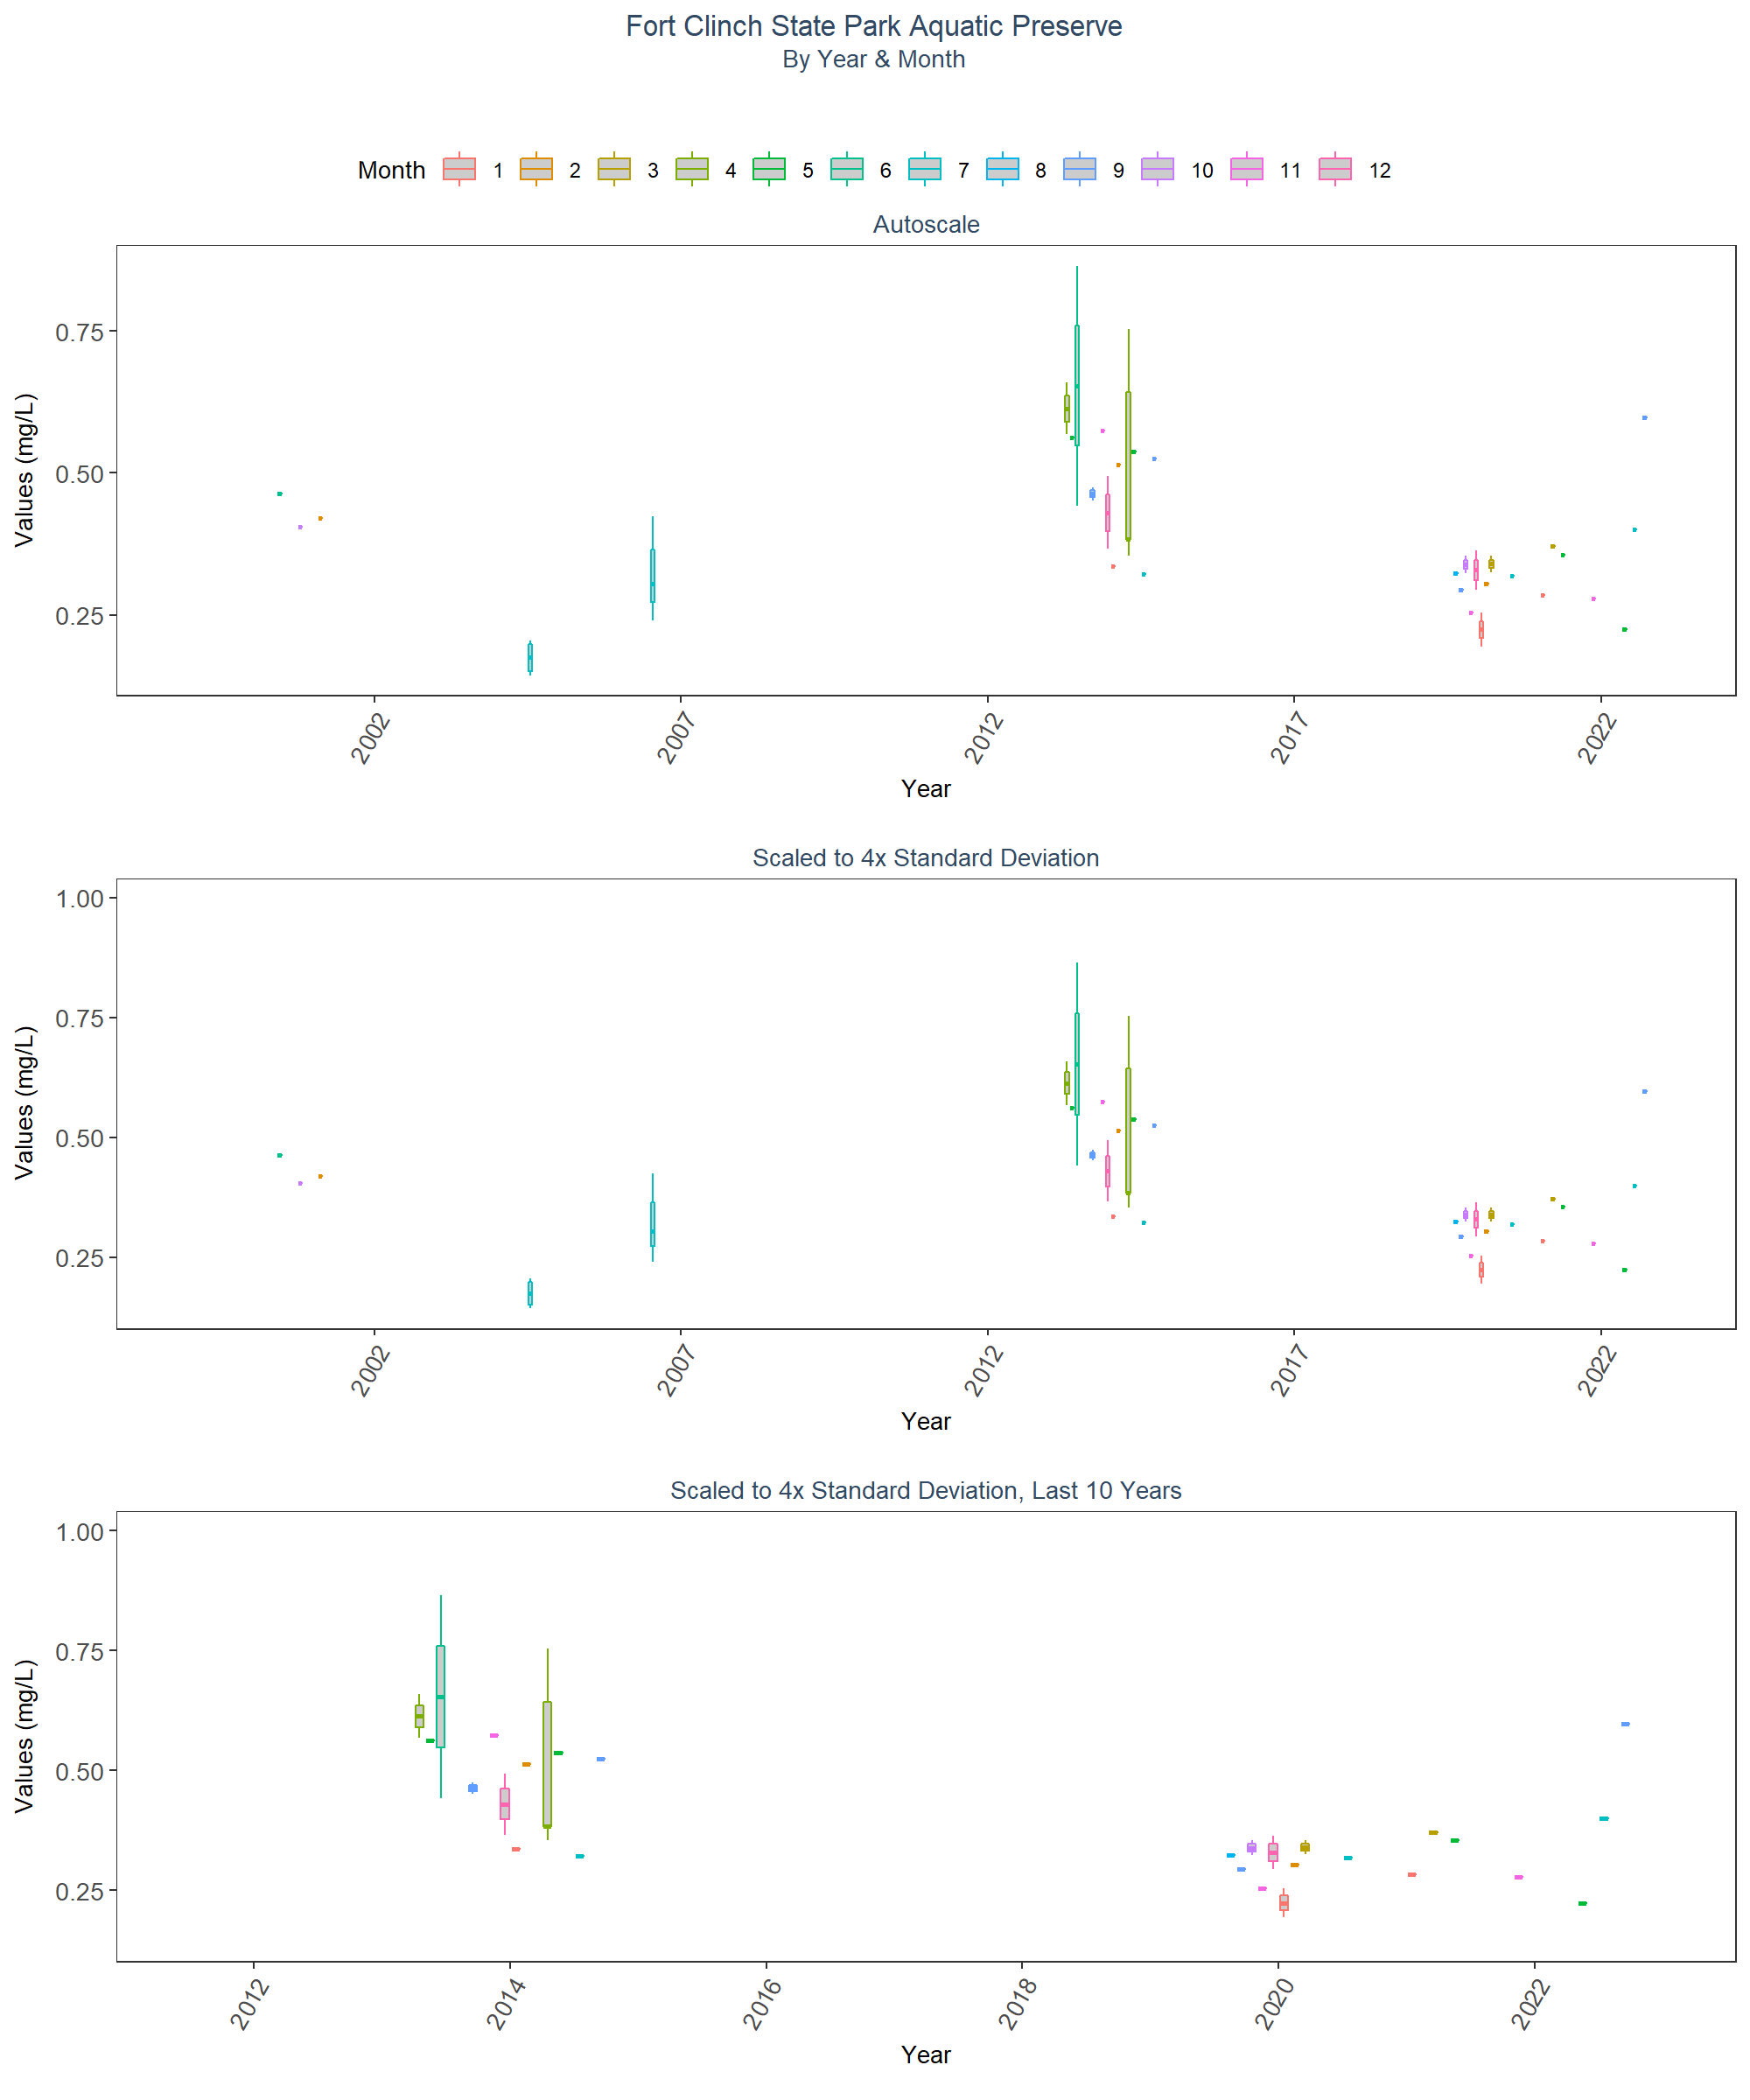 Fort Clinch State Park Aquatic Preserve
By Year & Month
Month 1 2 3 4 5 6 7 8 9 10 11 12
Autoscale
Values (mg/L)
0.75
0.50
0.25
2002 2007 2012 2017 2022
Year
Scaled to 4x Standard Deviation
Values (mg/L)
1.00
0.75
0.50
0.25
2002 2007 2012 2017 2022
Year
Scaled to 4x Standard Deviation, Last 10 Years
Values (mg/L)
1.00
0.75
0.50
0.25
2012 2014 2016 2018 2020 2022
Year